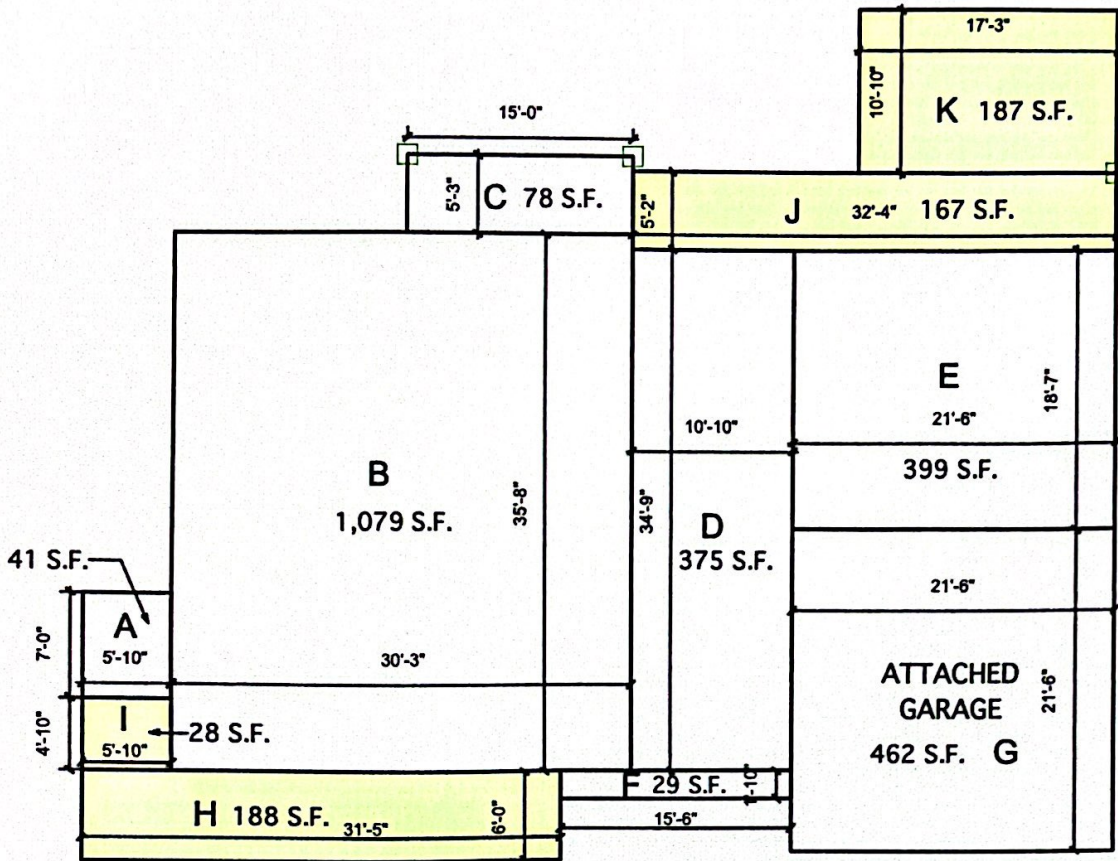 17'-3"
10'-10"
K 187 S.F.
15'-0"
5'-3"
C 78 S.F.
5'-2"
J 32'-4" 167 S.F.
E
21'-6"
18'-7"
399 S.F.
10'-10"
B
1,079 S.F.
35'-8"
34'-9"
D
375 S.F.
41 S.F.
A
5'-10"
7'-0"
30'-3"
21'-6"
ATTACHED
GARAGE
21'-6"
462 S.F. G
I
28 S.F.
5'-10"
4'-10"
H 188 S.F. 31'-5"
6'-0"
F 29 S.F.
1'-10"
15'-6"